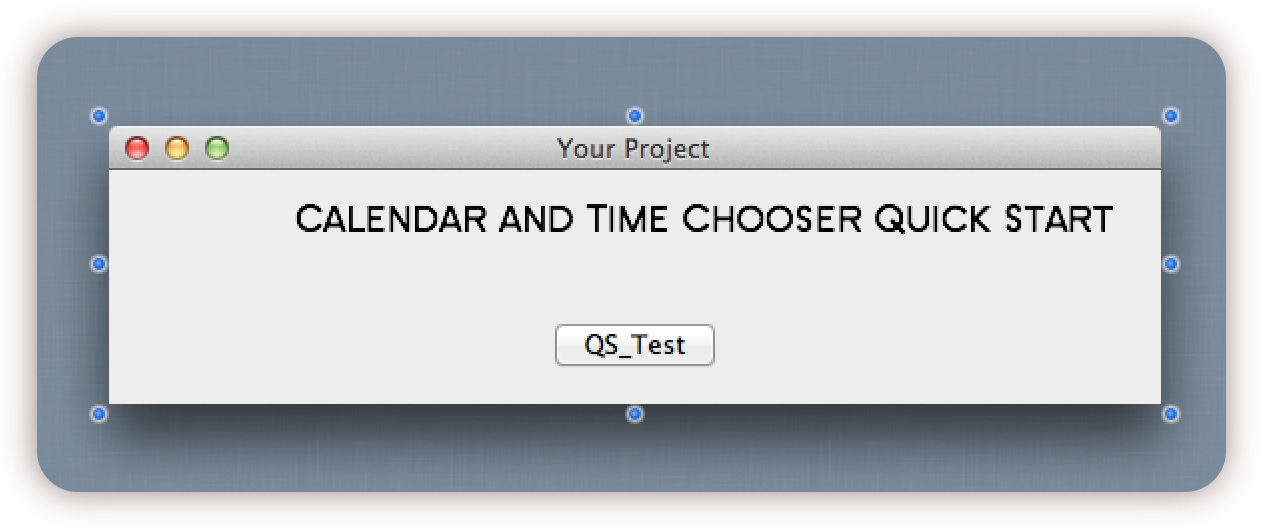 Your Project
Calendar and Time Chooser Quick Start
QS_Test